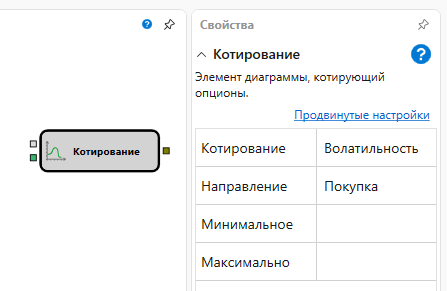 Свойства
Котирование
Элемент диаграммы, котирующий
опционы.
Продвинутые настройки
Котирование
Котирование Волатильность
Направление Покупка
Минимальное
Максимально